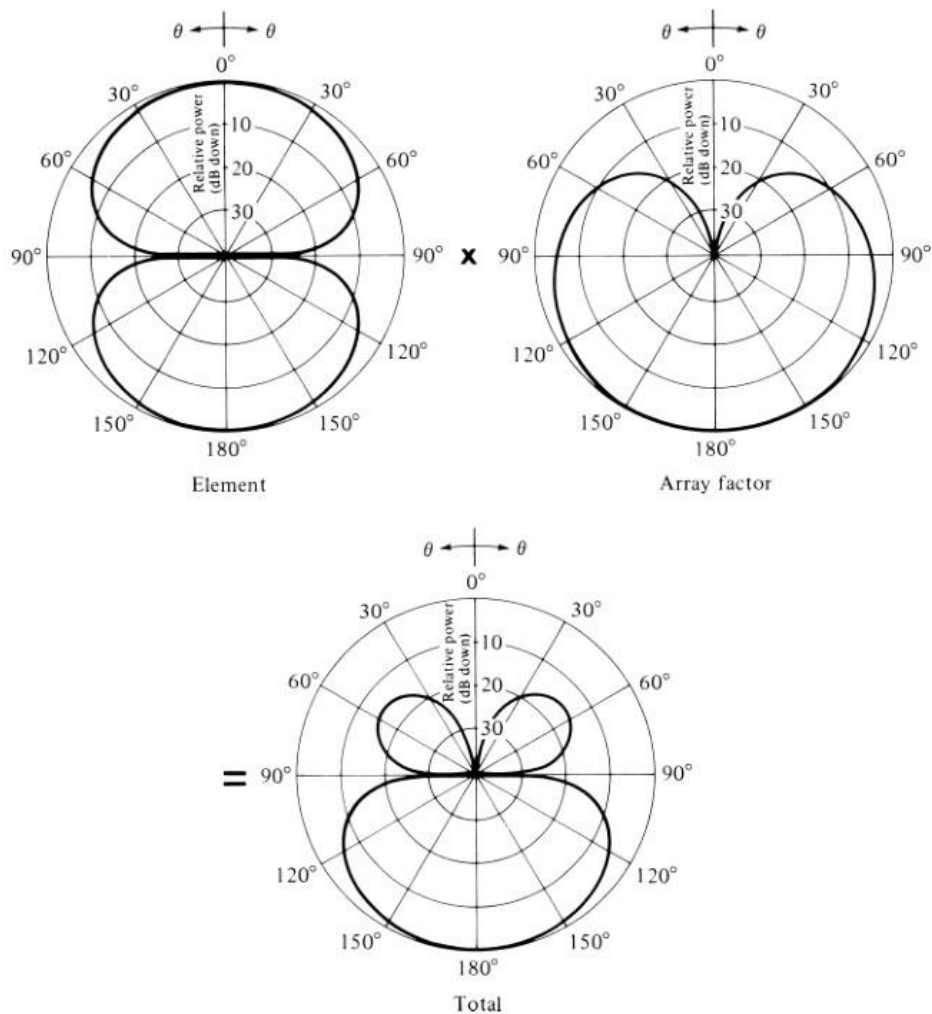 θ θ
0°
30° 30°
60° 60°
90° 90°
120° 120°
150° 150°
180°
Relative power
(dB down)
10
20
30
Element
x
θ θ
0°
30° 30°
60° 60°
90° 90°
120° 120°
150° 150°
180°
Relative power
(dB down)
10
20
30
Array factor
=
θ θ
0°
30° 30°
60° 60°
90° 90°
120° 120°
150° 150°
180°
Relative power
(dB down)
10
20
30
Total